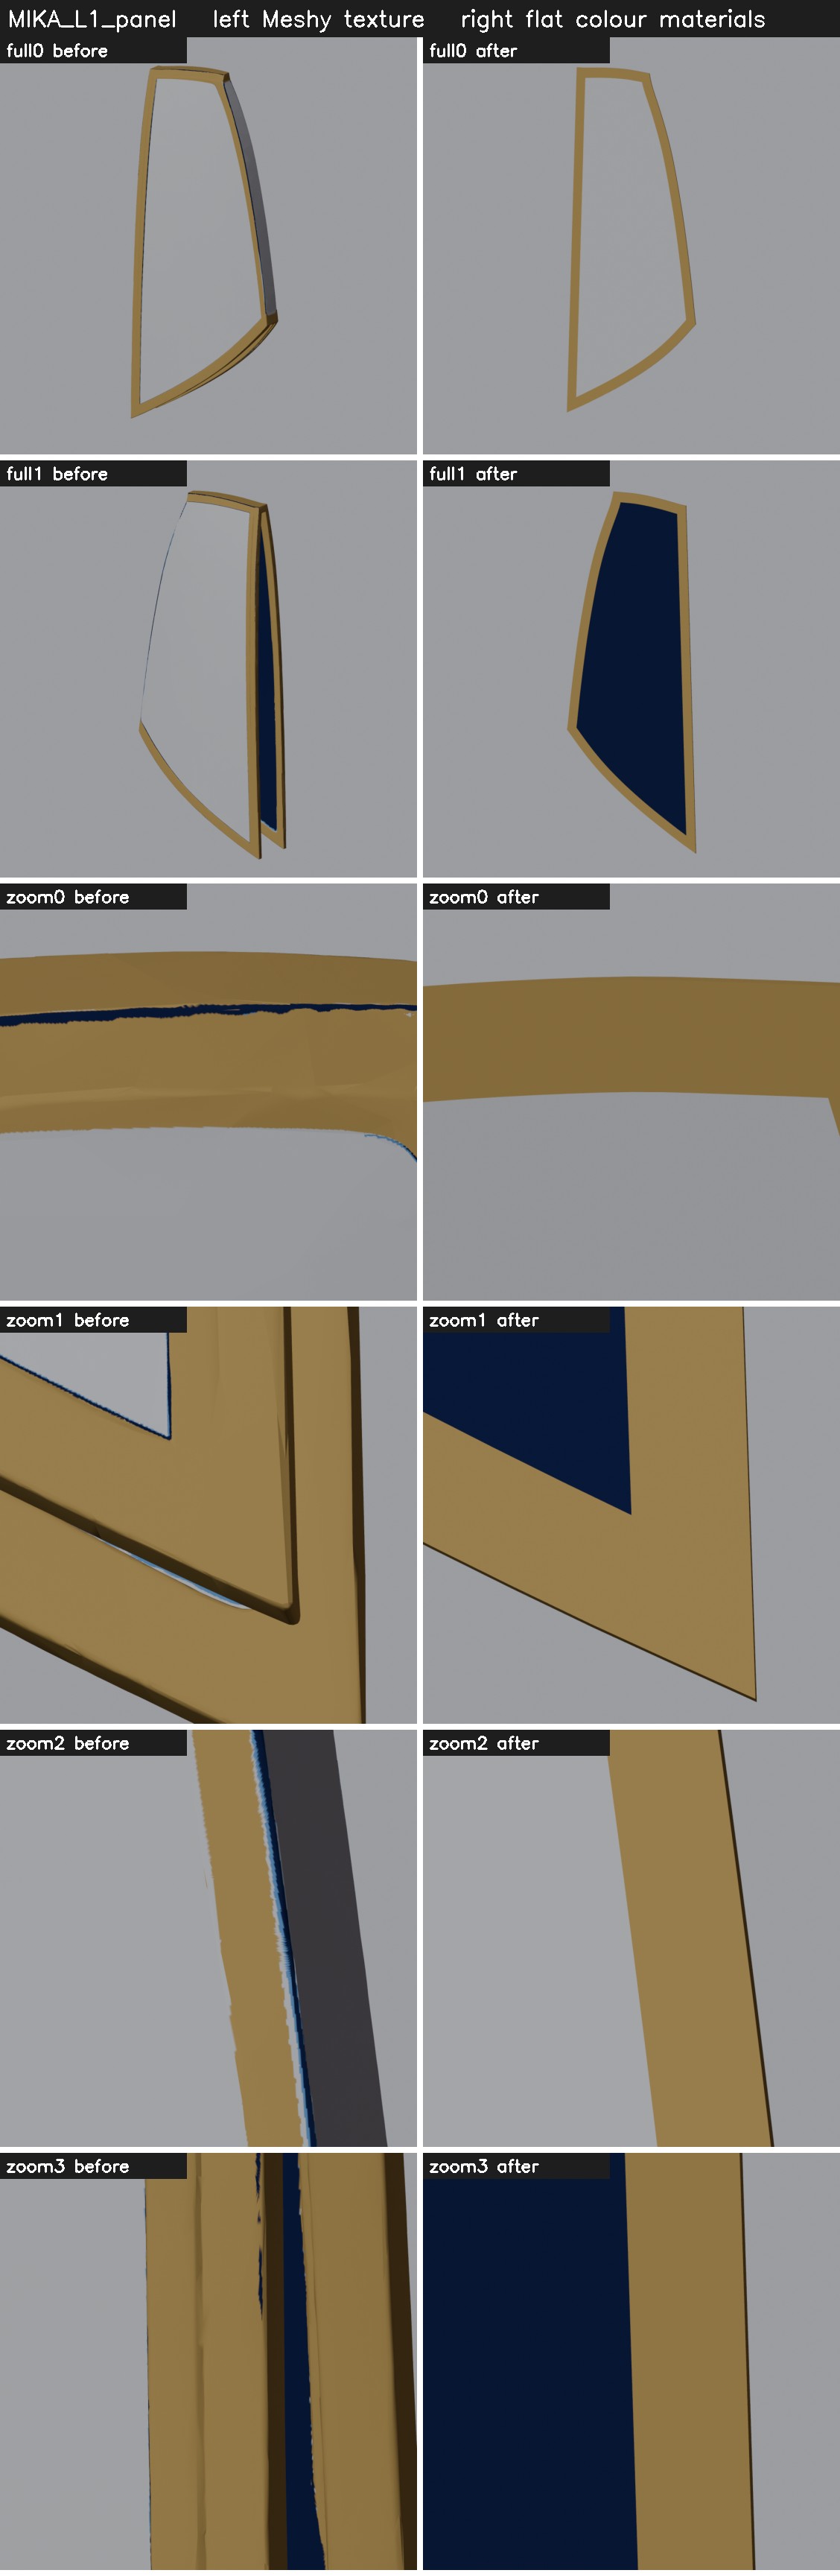 MIKA_L1_panel left Meshy texture right flat colour materials
full0 before full0 after
full1 before full1 after
zoom0 before zoom0 after
zoom1 before zoom1 after
zoom2 before zoom2 after
zoom3 before zoom3 after